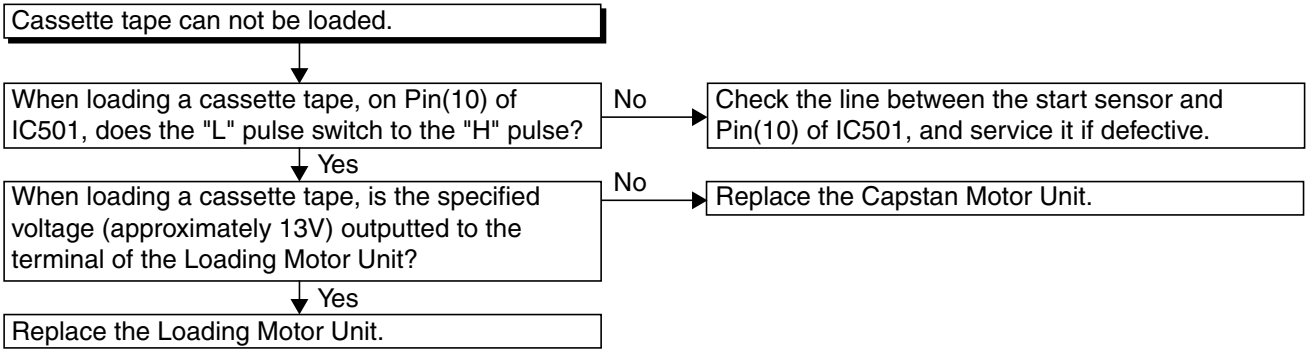 Cassette tape can not be loaded.
When loading a cassette tape, on Pin(10) of
IC501, does the "L" pulse switch to the "H" pulse?
No
Check the line between the start sensor and
Pin(10) of IC501, and service it if defective.
Yes
When loading a cassette tape, is the specified
voltage (approximately 13V) outputted to the
terminal of the Loading Motor Unit?
No
Replace the Capstan Motor Unit.
Yes
Replace the Loading Motor Unit.